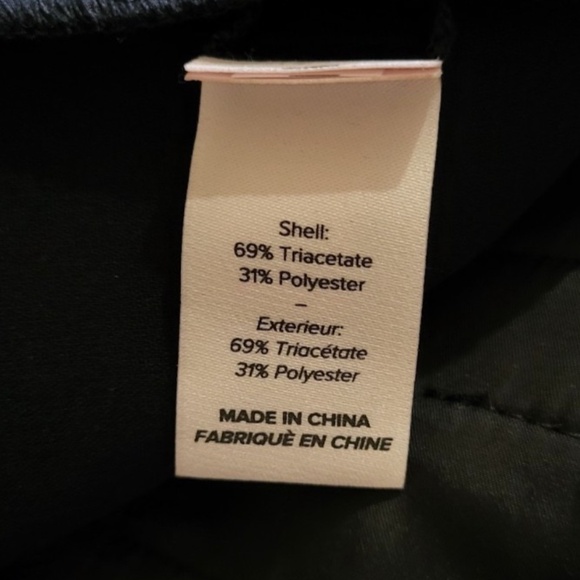 Shell:
69% Triacetate
31% Polyester
–
Exterieur:
69% Triacétate
31% Polyester
MADE IN CHINA
FABRIQUÈ EN CHINE